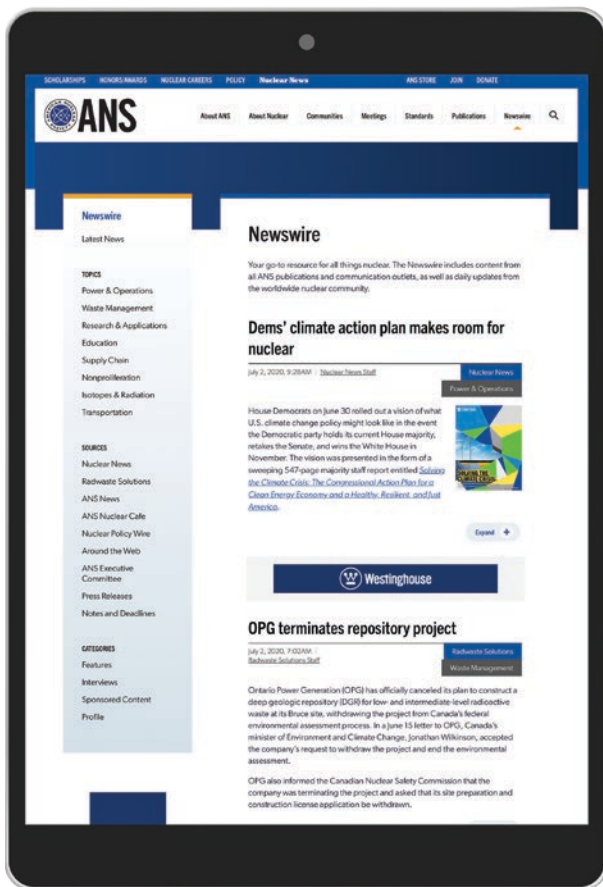 SCHOLARSHIPS HONORS/AWARDS NUCLEAR CAREERS POLICY Nuclear News ANS STORE JOIN DONATE
ANS
About ANS About Nuclear Communities Meetings Standards Publications Newswire
Newswire
Latest News
TOPICS
Power & Operations
Waste Management
Research & Applications
Education
Supply Chain
Nonproliferation
Isotopes & Radiation
Transportation
SOURCES
Nuclear News
Radwaste Solutions
ANS News
ANS Nuclear Cafe
Nuclear Policy Wire
Around the Web
ANS Executive
Committee
Press Releases
Notes and Deadlines
CATEGORIES
Features
Interviews
Sponsored Content
Profile
Newswire
Your go-to resource for all things nuclear. The Newswire includes content from
all ANS publications and communication outlets, as well as daily updates from
the worldwide nuclear community.
Dems' climate action plan makes room for
nuclear
July 2, 2020, 9:28AM | Nuclear News Staff
Nuclear News
Power & Operations
House Democrats on June 30 rolled out a vision of what
U.S. climate change policy might look like in the event
the Democratic party holds its current House majority,
retakes the Senate, and wins the White House in
November. The vision was presented in the form of a
sweeping 547-page majority staff report entitled Solving
the Climate Crisis: The Congressional Action Plan for a
Clean Energy Economy and a Healthy, Resilient, and Just
America.
SOLVING THE
CLIMATE CRISIS
Expand +
Westinghouse
OPG terminates repository project
July 2, 2020, 7:02AM |
Radwaste Solutions Staff
Radwaste Solutions
Waste Management
Ontario Power Generation (OPG) has officially canceled its plan to construct a
deep geologic repository (DGR) for low- and intermediate-level radioactive
waste at its Bruce site, withdrawing the project from Canada's federal
environmental assessment process. In a June 15 letter to OPG, Canada's
minister of Environment and Climate Change, Jonathan Wilkinson, accepted
the company's request to withdraw the project and end the environmental
assessment.
OPG also informed the Canadian Nuclear Safety Commission that the
company was terminating the project and asked that its site preparation and
construction license application be withdrawn.